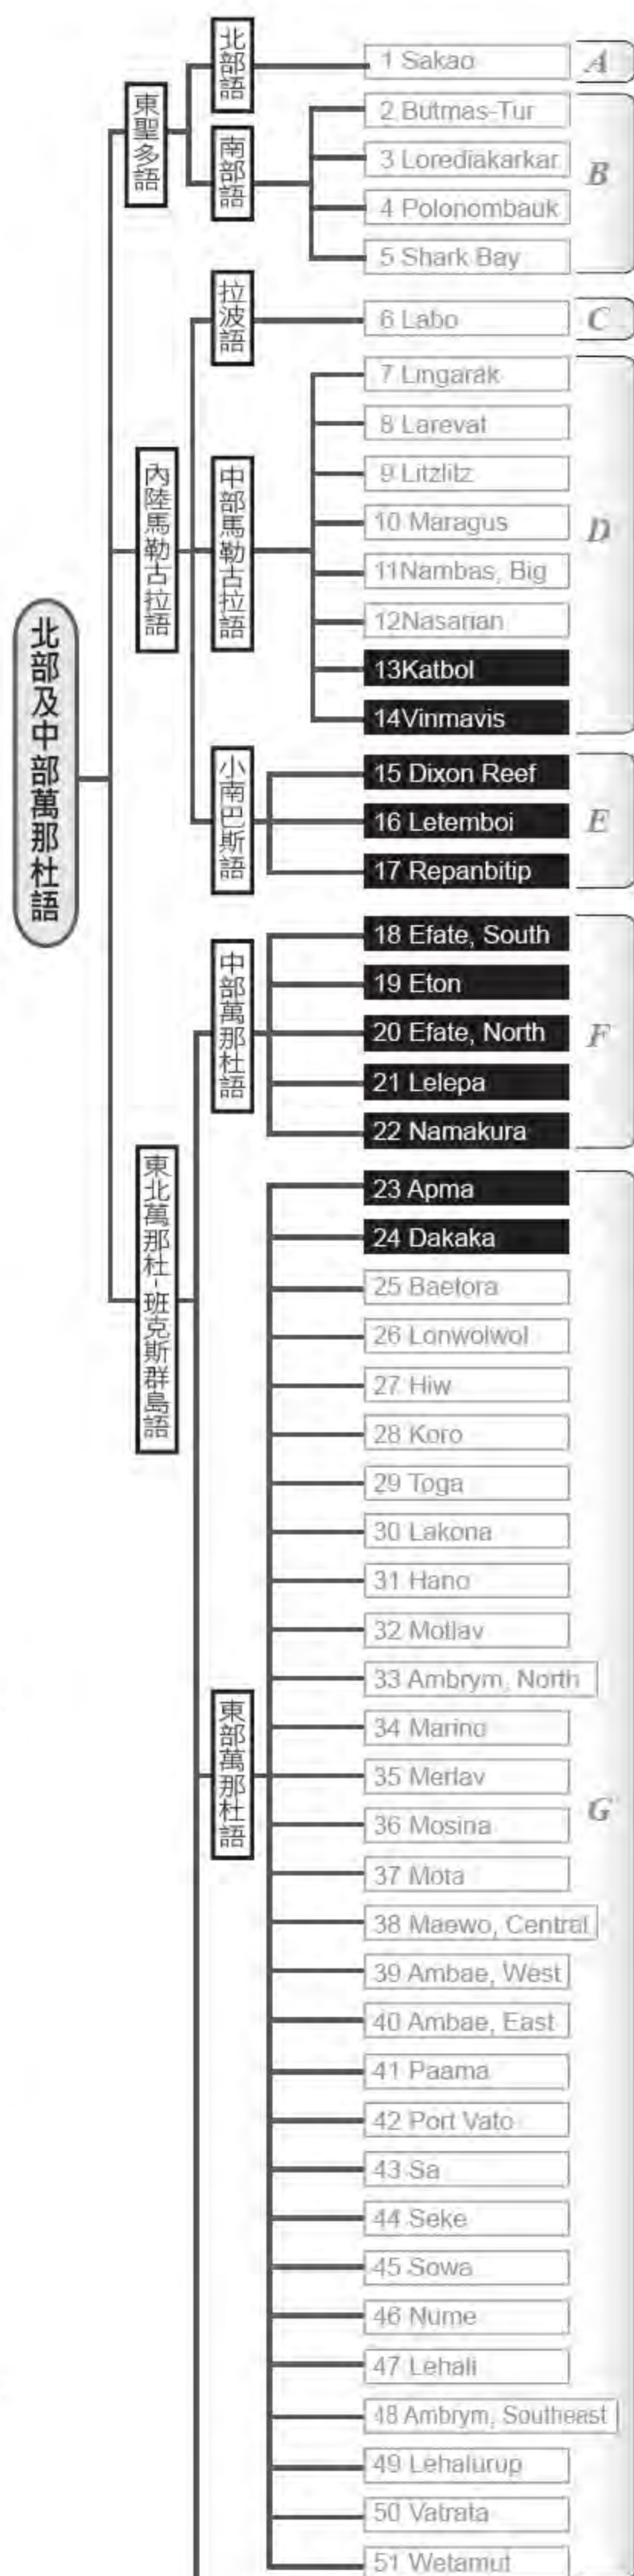 北部及中部萬那杜語
東聖多語
北部語
1 Sakao
A
南部語
2 Butmas-Tur
3 Lorediakarkar
4 Polonombauk
5 Shark Bay
B
內陸馬勒古拉語
拉波語
6 Labo
C
中部馬勒古拉語
7 Lingarak
8 Larevat
9 Litzlitz
10 Maragus
11Nambas, Big
12Nasarian
13Katbol
14Vinmavis
D
小南巴斯語
15 Dixon Reef
16 Letemboi
17 Repanbitip
E
東北萬那杜-班克斯群島語
中部萬那杜語
18 Efate, South
19 Eton
20 Efate, North
21 Lelepa
22 Namakura
F
東部萬那杜語
23 Apma
24 Dakaka
25 Baetora
26 Lonwolwol
27 Hiw
28 Koro
29 Toga
30 Lakona
31 Hano
32 Motlav
33 Ambrym, North
34 Marino
35 Merlav
36 Mosina
37 Mota
38 Maewo, Central
39 Ambae, West
40 Ambae, East
41 Paama
42 Port Vato
43 Sa
44 Seke
45 Sowa
46 Nume
47 Lehali
48 Ambrym, Southeast
49 Lehalurup
50 Vatrata
51 Wetamut
G